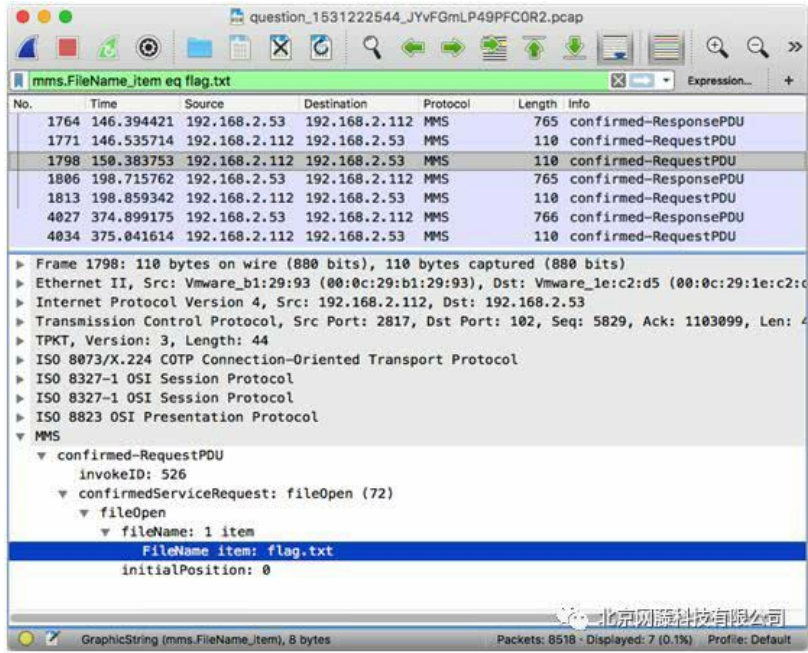 question_1531222544_JYvFGmLP49PFC0R2.pcap
mms.FileName_item eq flag.txt Expression... +
No. Time Source Destination Protocol Length Info
1764 146.394421 192.168.2.53 192.168.2.112 MMS 765 confirmed-ResponsePDU
1771 146.535714 192.168.2.112 192.168.2.53 MMS 110 confirmed-RequestPDU
1798 150.383753 192.168.2.112 192.168.2.53 MMS 110 confirmed-RequestPDU
1806 198.715762 192.168.2.53 192.168.2.112 MMS 765 confirmed-ResponsePDU
1813 198.859342 192.168.2.112 192.168.2.53 MMS 110 confirmed-RequestPDU
4027 374.899175 192.168.2.53 192.168.2.112 MMS 766 confirmed-ResponsePDU
4034 375.041614 192.168.2.112 192.168.2.53 MMS 110 confirmed-RequestPDU
Frame 1798: 110 bytes on wire (880 bits), 110 bytes captured (880 bits)
Ethernet II, Src: Vmware_b1:29:93 (00:0c:29:b1:29:93), Dst: Vmware_1e:c2:d5 (00:0c:29:1e:c2:
Internet Protocol Version 4, Src: 192.168.2.112, Dst: 192.168.2.53
Transmission Control Protocol, Src Port: 2817, Dst Port: 102, Seq: 5829, Ack: 1103099, Len: 4
TPKT, Version: 3, Length: 44
ISO 8073/X.224 COTP Connection-Oriented Transport Protocol
ISO 8327-1 OSI Session Protocol
ISO 8327-1 OSI Session Protocol
ISO 8823 OSI Presentation Protocol
MMS
confirmed-RequestPDU
invokeID: 526
confirmedServiceRequest: fileOpen (72)
fileOpen
fileName: 1 item
FileName item: flag.txt
initialPosition: 0
北京网藤科技有限公司
GraphicString (mms.FileName_item), 8 bytes Packets: 8518 · Displayed: 7 (0.1%) Profile: Default